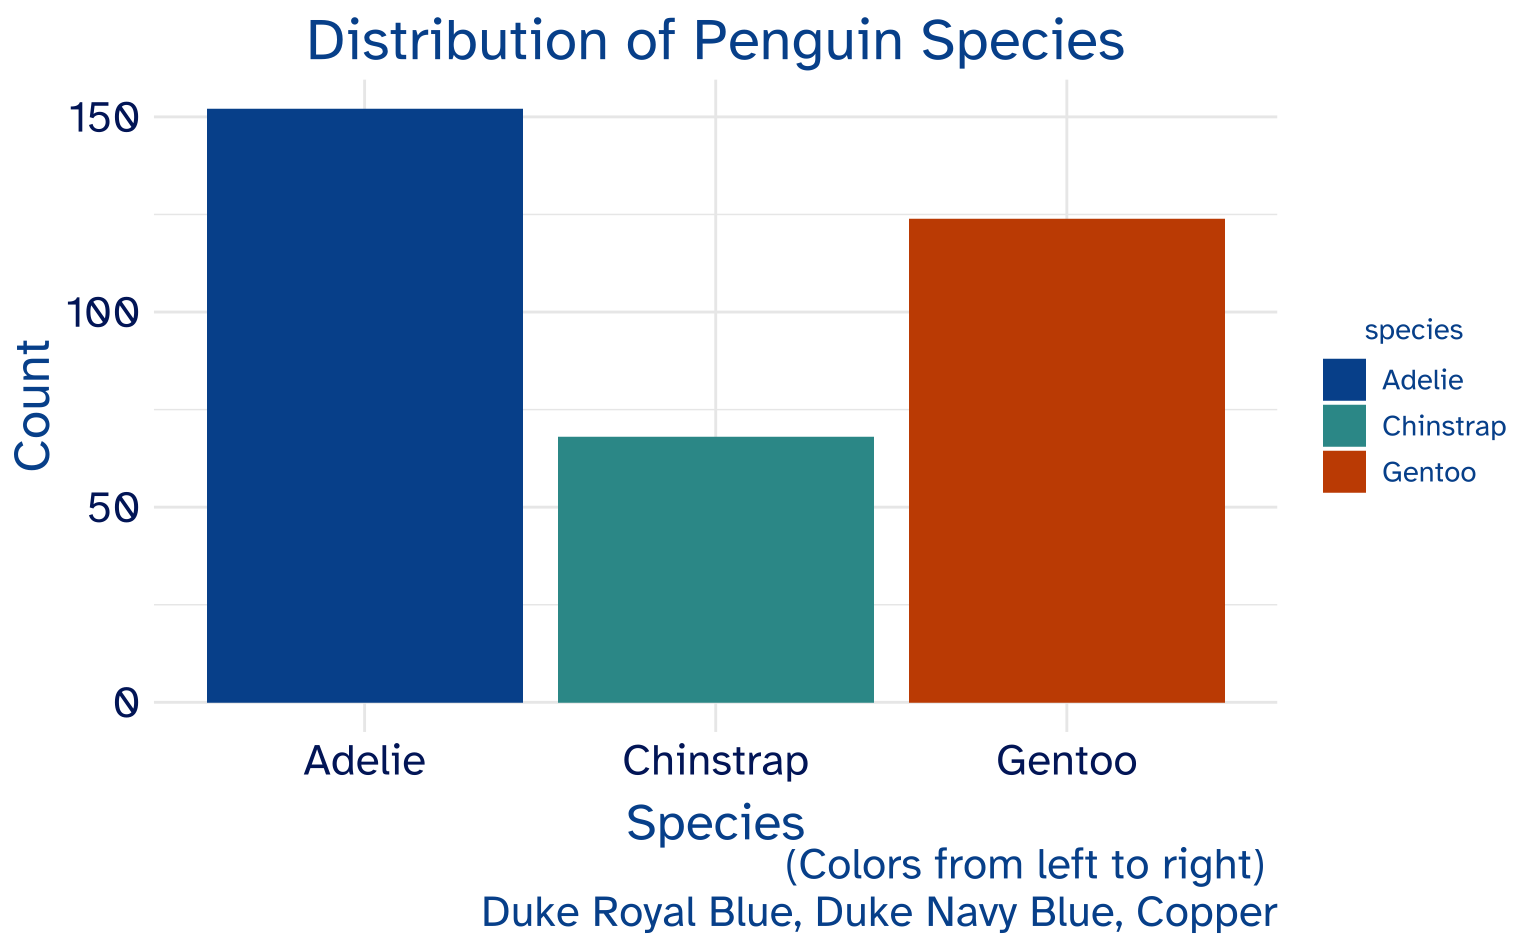 Distribution of Penguin Species
150
100
50
0
Count
Adelie
Chinstrap
Gentoo
Species
species
Adelie
Chinstrap
Gentoo
(Colors from left to right)
Duke Royal Blue, Duke Navy Blue, Copper